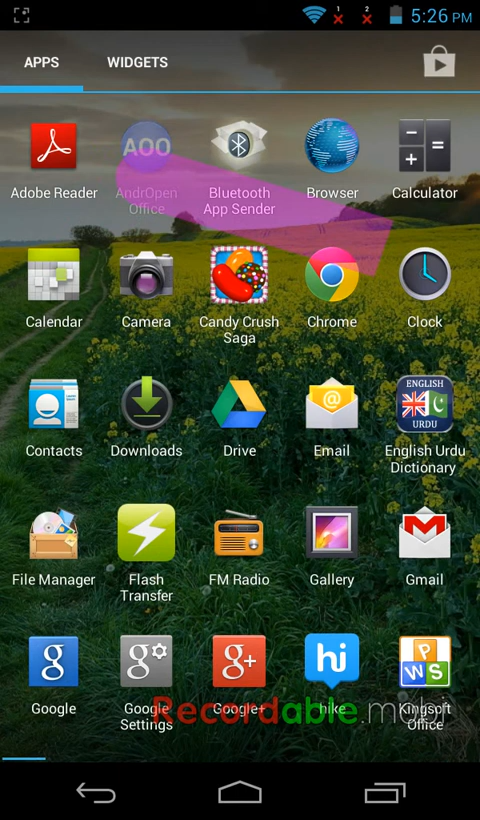 1 2 5:26 PM
APPS WIDGETS
AOO
Adobe Reader AndrOpen Office Bluetooth App Sender Browser Calculator
Calendar Camera Candy Crush Saga Chrome Clock
ENGLISH
URDU
Contacts Downloads Drive Email English Urdu Dictionary
File Manager Flash Transfer FM Radio Gallery Gmail
g g g+ hi P W S
Google Google Settings Google+ hike Kingsoft Office
Recordable.mobi